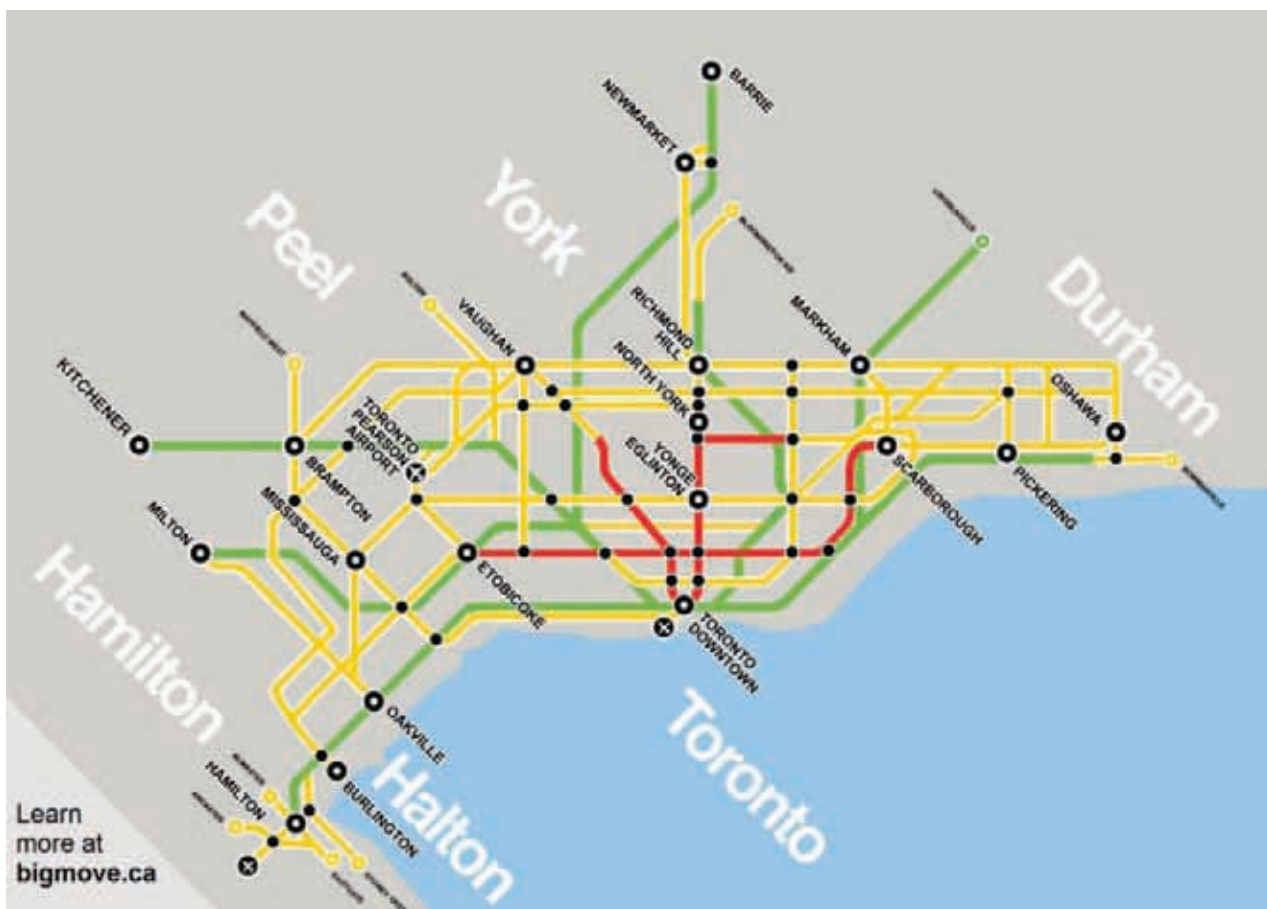 BARRIE
NEWMARKET
York
Peel
Durham
VAUGHAN
RICHMOND
HILL
MARKHAM
NORTH YORK
KITCHENER
TORONTO
PEARSON
AIRPORT
OSHAWA
BRAMPTON
YONGE
EGLINTON
SCARBOROUGH
PICKERING
MILTON
MISSISSAUGA
ETOBICOKE
TORONTO
DOWNTOWN
Hamilton
OAKVILLE
Toronto
Halton
HAMILTON
BURLINGTON
Learn
more at
bigmove.ca